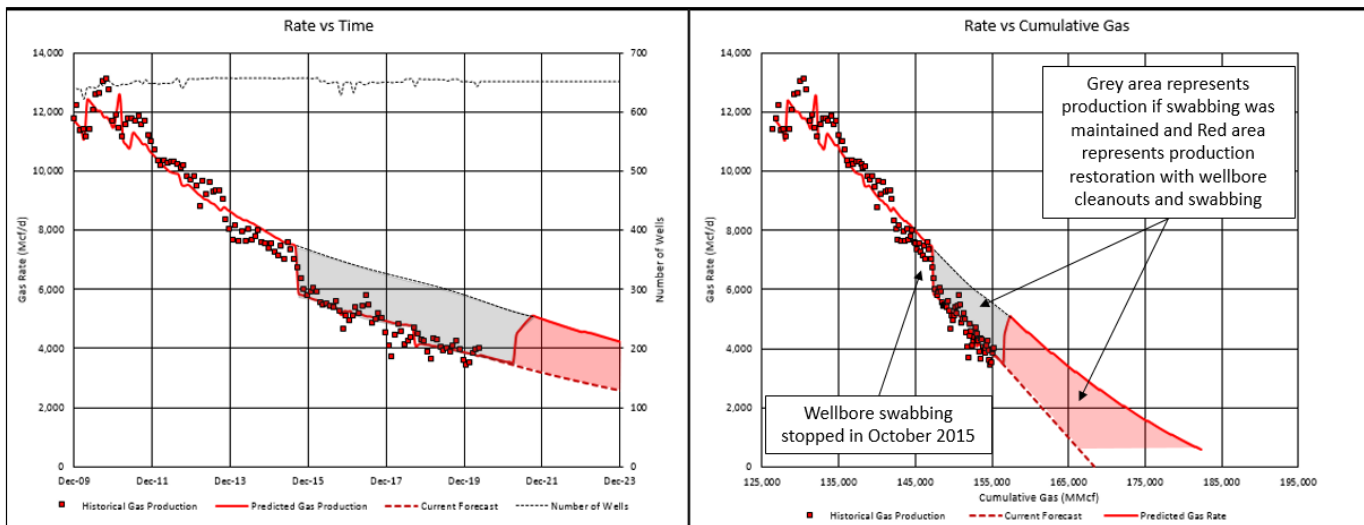 Rate vs Time
14,000
12,000
10,000
8,000
6,000
4,000
2,000
0
Gas Rate (Mcf/d)
700
600
500
400
300
200
100
0
Number of Wells
Dec-09 Dec-11 Dec-13 Dec-15 Dec-17 Dec-19 Dec-21 Dec-23
Historical Gas Production Predicted Gas Production Current Forecast Number of Wells
Rate vs Cumulative Gas
14,000
12,000
10,000
8,000
6,000
4,000
2,000
0
Gas Rate (Mcf/d)
Grey area represents
production if swabbing was
maintained and Red area
represents production
restoration with wellbore
cleanouts and swabbing
Wellbore swabbing
stopped in October 2015
125,000 135,000 145,000 155,000 165,000 175,000 185,000 195,000
Cumulative Gas (MMcf)
Historical Gas Production Current Forecast Predicted Gas Rate